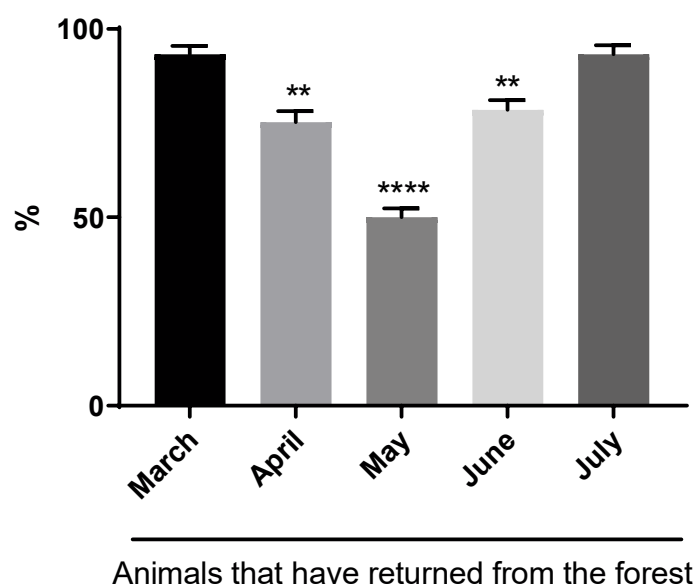 100
**
**
****
%
50
0
March
April
May
June
July
Animals that have returned from the forest